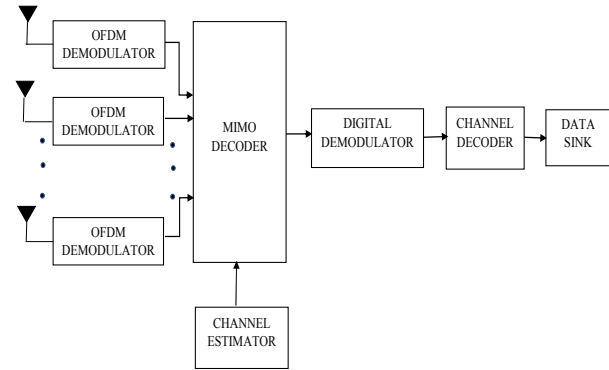 OFDM
DEMODULATOR
OFDM
DEMODULATOR
OFDM
DEMODULATOR
MIMO
DECODER
DIGITAL
DEMODULATOR
CHANNEL
DECODER
DATA
SINK
CHANNEL
ESTIMATOR